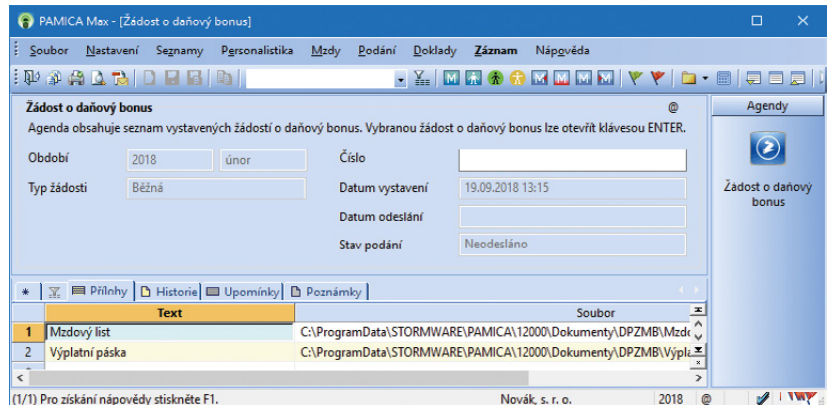 PAMICA Max - [Žádost o daňový bonus]
Soubor Nastavení Seznamy Personalistika Mzdy Podání Doklady Záznam Nápověda
Žádost o daňový bonus @
Agenda obsahuje seznam vystavených žádostí o daňový bonus. Vybranou žádost o daňový bonus lze otevřít klávesou ENTER.
Období 2018 únor Číslo
Typ žádosti Běžná Datum vystavení 19.09.2018 13:15
Datum odeslání
Stav podání Neodesláno
Agendy
Žádost o daňový
bonus
* Přílohy Historie Upomínky Poznámky
Text Soubor
1 Mzdový list C:\ProgramData\STORMWARE\PAMICA\12000\Dokumenty\DPZMB\Mzdo
2 Výplatní páska C:\ProgramData\STORMWARE\PAMICA\12000\Dokumenty\DPZMB\Výpla
(1/1) Pro získání nápovědy stiskněte F1. Novák, s. r. o. 2018 @